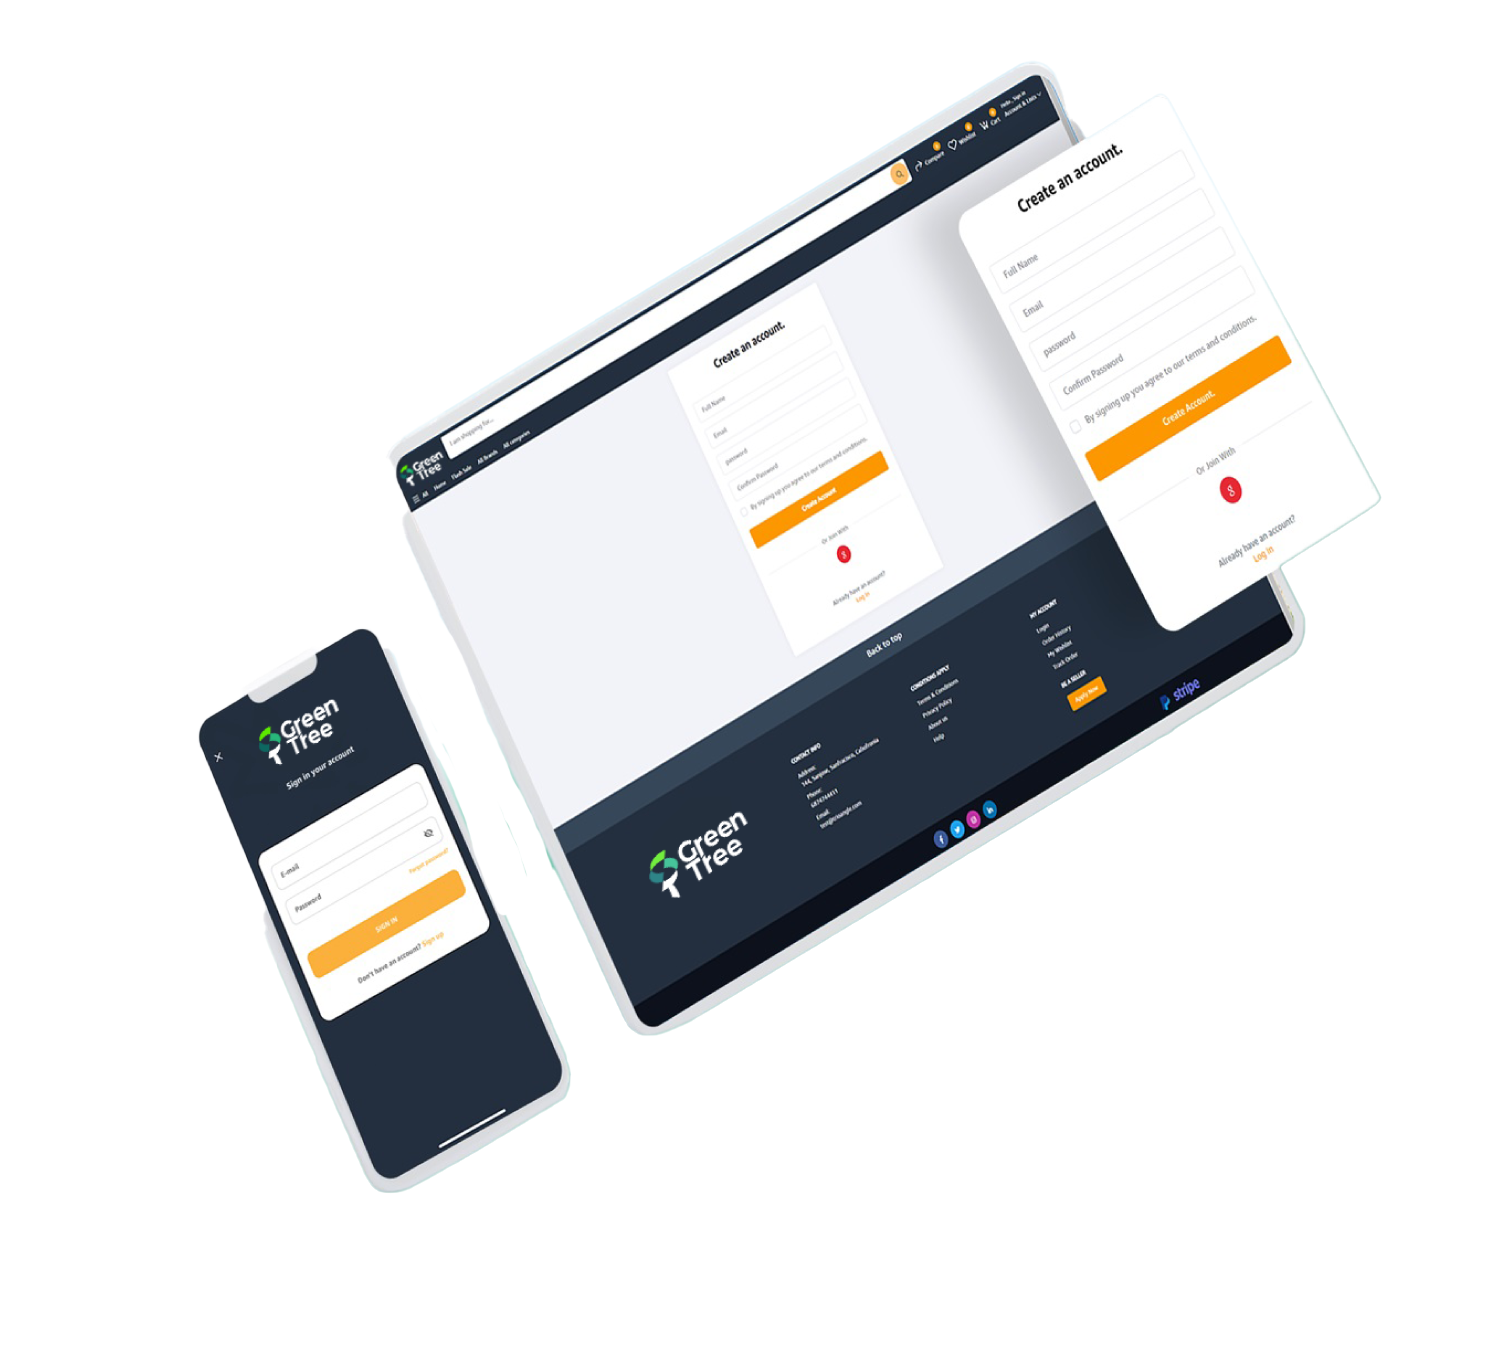 Hello, Sign in
Account & Lists
0
Cart
0
Wishlist
0
Compare
I am shopping for...
Green
Tree
All
Home
Flash Sale
All Brands
All categories
Create an account.
Full Name
Email
password
Confirm Password
By signing up you agree to our terms and conditions.
Create Account
Or Join With
g
Already have an account?
Log in
Back to top
Green
Tree
CONTACT INFO
Address:
Phone:
6874764431
Email:
CONDITIONS APPLY
Terms & Conditions
Privacy Policy
About us
Help
MY ACCOUNT
Login
Order History
My Wishlist
Track Order
BE A SELLER
Apply Now
stripe
Create an account.
Full Name
Email
password
Confirm Password
By signing up you agree to our terms and conditions.
Create Account.
Or Join With
g
Already have an account?
Log in
Green
Tree
Sign in your account
E-mail
Password
Forgot password?
SIGN IN
Don't have an account? Sign up